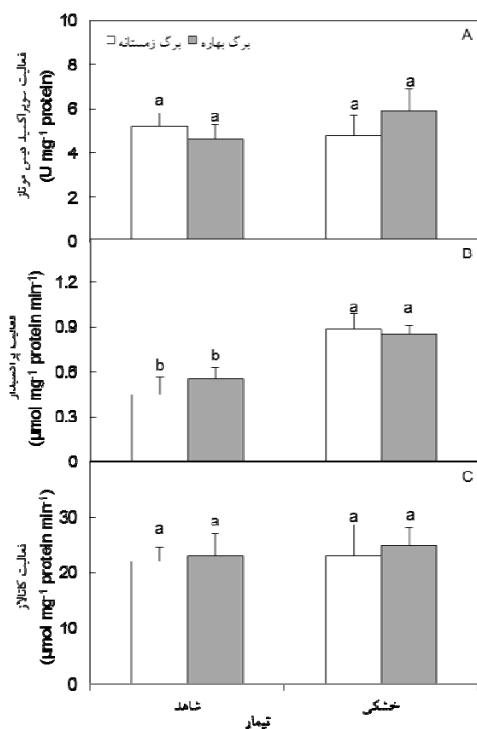 A
برگ زمستانه برگ بهاره
فعالیت سوپراکسید دیس موتاز
(U mg-1 protein)
10
8
6
4
2
0
a a a a
B
فعالیت پراکسیداز
(µmol mg-1 protein min-1)
1.2
0.9
0.6
0.3
0
b b a a
C
فعالیت کاتالاز
(µmol mg-1 protein min-1)
30
20
10
0
a a a a
شاهد خشکی
تیمار